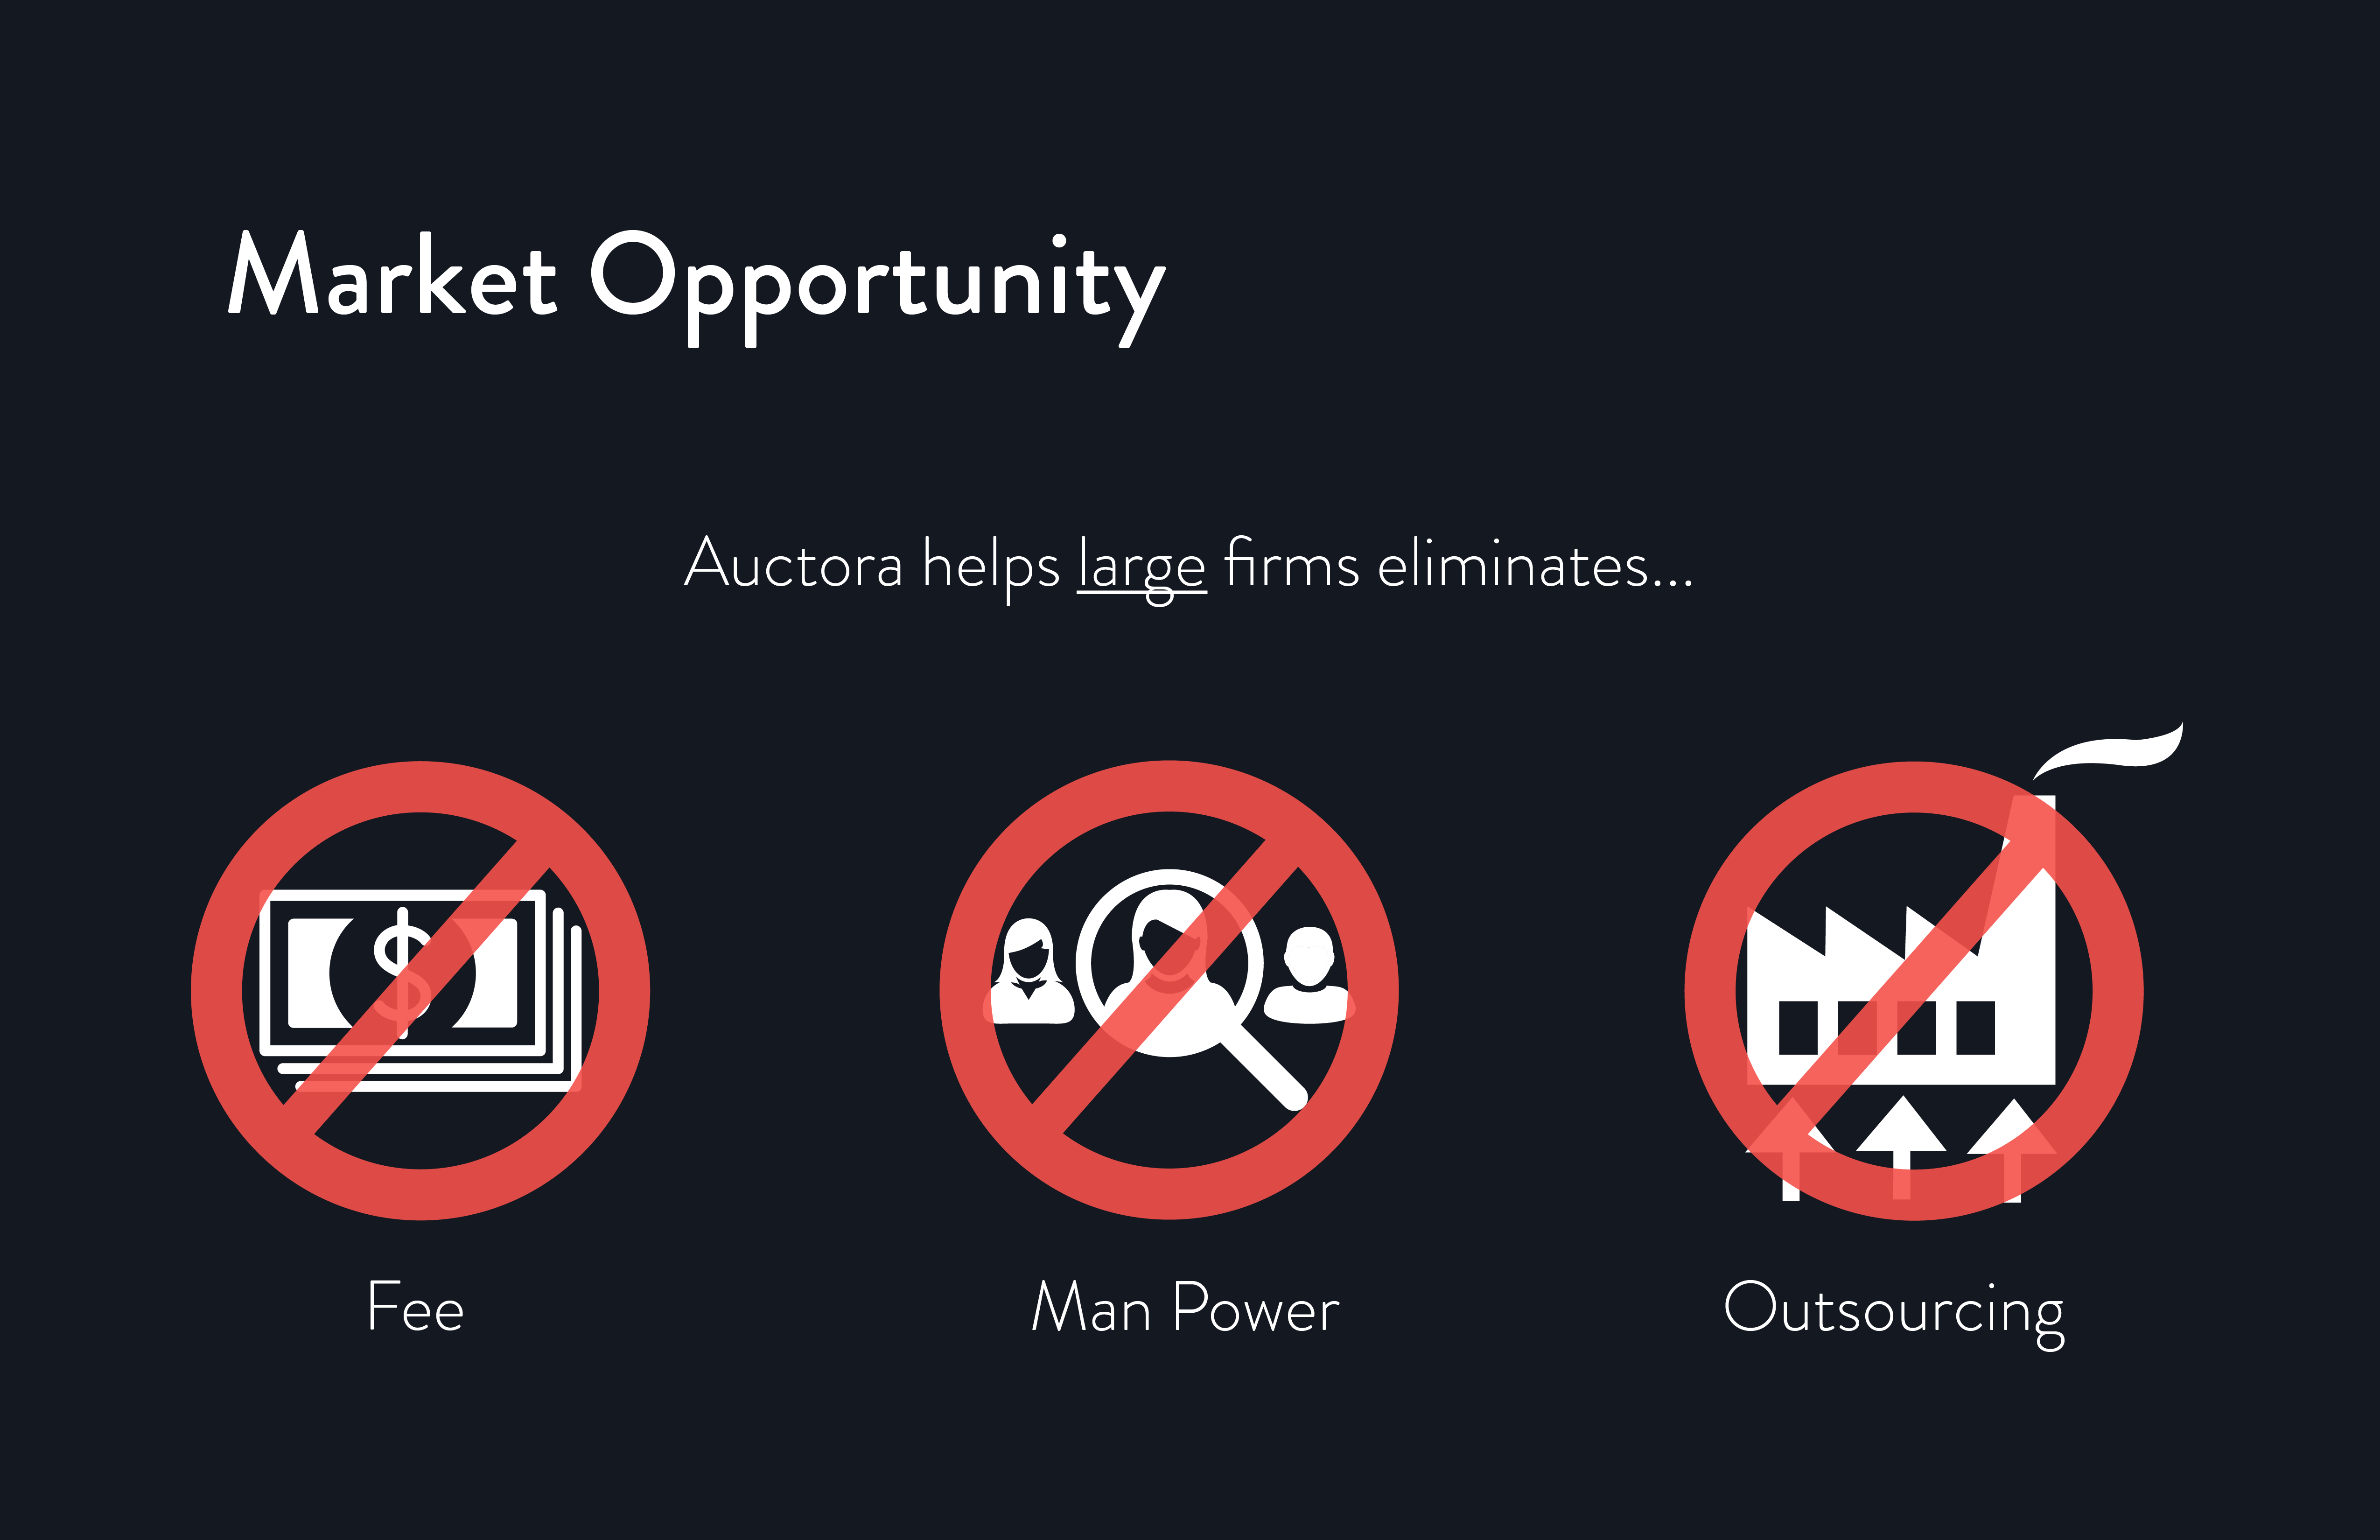 Market Opportunity
Auctora helps large firms eliminates...
$
Fee
Man Power
Outsourcing